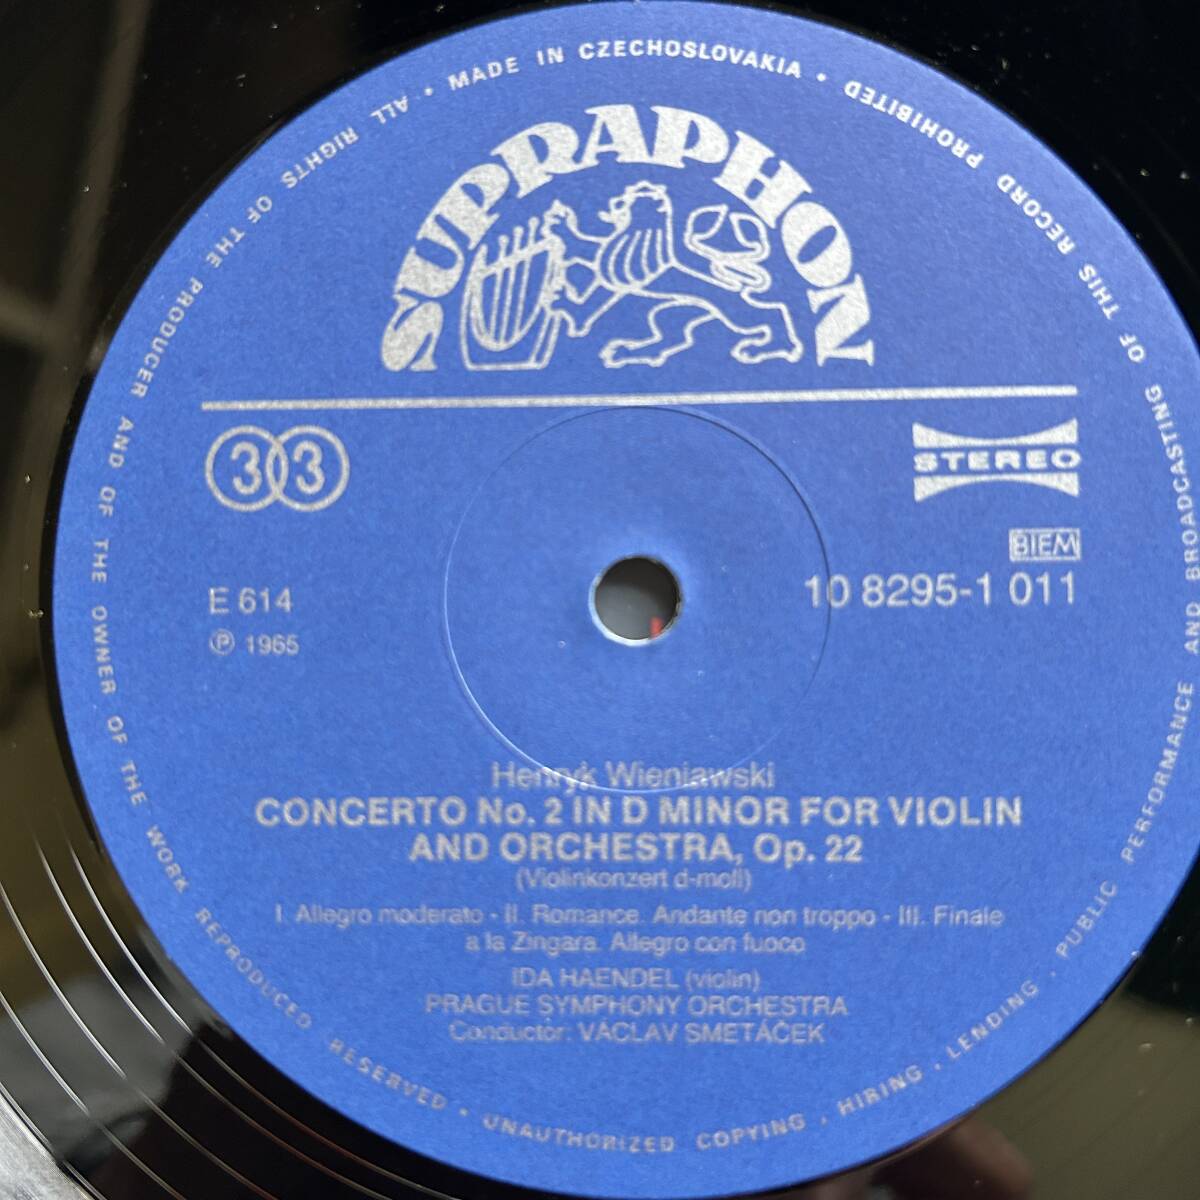 MADE IN CZECHOSLOVAKIA • ALL RIGHTS OF THE PRODUCER AND OF THE OWNER OF THE WORK REPRODUCED RESERVED • UNAUTHORIZED COPYING, HIRING, LENDING, PUBLIC PERFORMANCE AND BROADCASTING OF THIS RECORD PROHIBITED •
SUPRAPHON
33
STEREO
BIEM
E 614
10 8295-1 011
℗ 1965
Henryk Wieniawski
CONCERTO No. 2 IN D MINOR FOR VIOLIN
AND ORCHESTRA, Op. 22
(Violinkonzert d-moll)
I. Allegro moderato - II. Romance. Andante non troppo - III. Finale
a la Zingara. Allegro con fuoco
IDA HAENDEL (violin)
PRAGUE SYMPHONY ORCHESTRA
Conductor: VÁCLAV SMETÁČEK